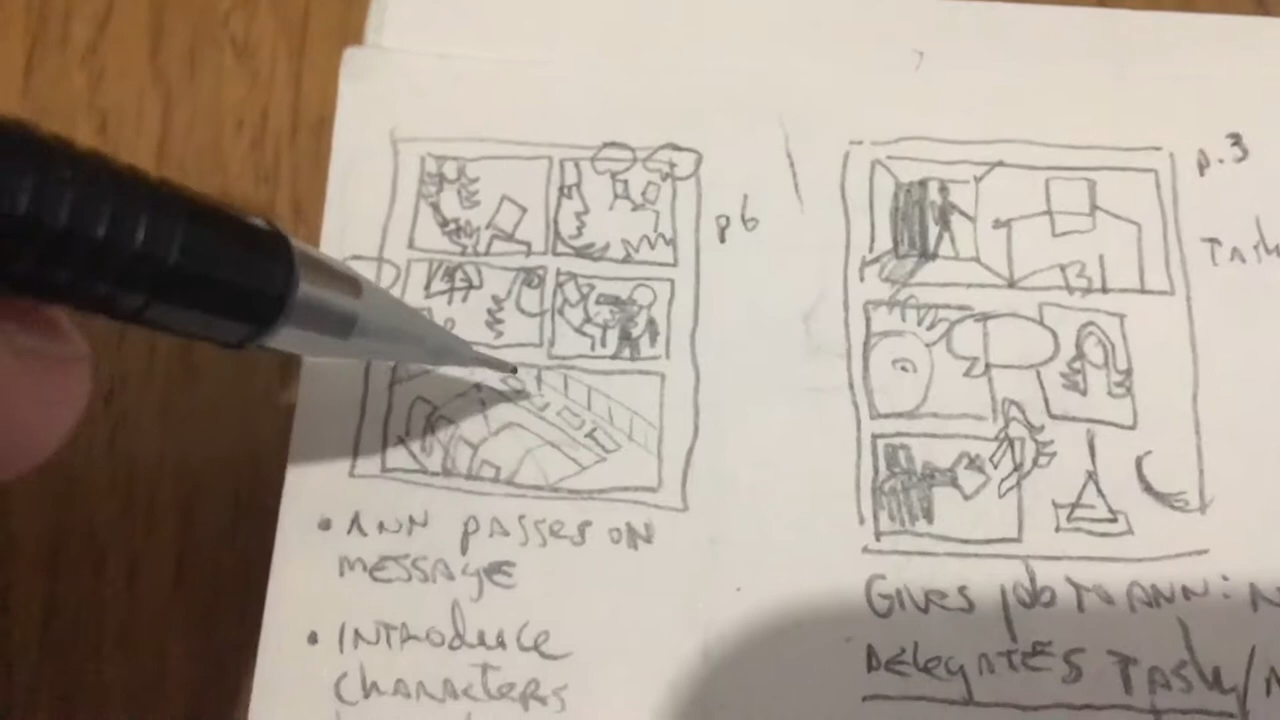 p6
• ANN PASSES ON
MESSAGE
• INTRODUCE
CHARACTERS
p.3
GIVES JOB TO ANN:
DELEGATES TASK/